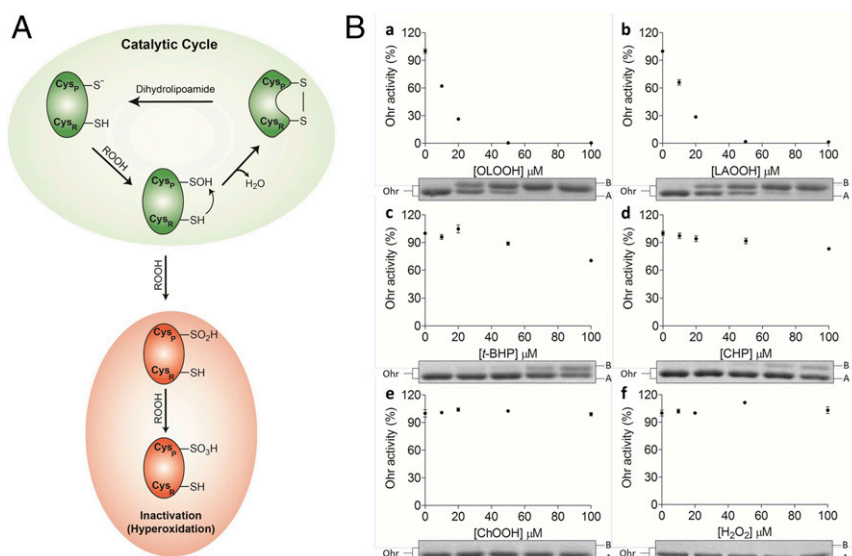 A
Catalytic Cycle
Cysp
S-
CysR
SH
Dihydrolipoamide
Cysp
S
CysR
S
ROOH
Cysp
SOH
CysR
SH
H2O
ROOH
Cysp
SO2H
CysR
SH
ROOH
Cysp
SO3H
CysR
SH
Inactivation
(Hyperoxidation)
B
a
Ohr activity (%)
120
90
60
30
0
0 20 40 60 80 100
[OLOOH] μM
Ohr
B
A
b
Ohr activity (%)
120
90
60
30
0
0 20 40 60 80 100
[LAOOH] μM
Ohr
B
A
c
Ohr activity (%)
120
90
60
30
0
0 20 40 60 80 100
[t-BHP] μM
Ohr
B
A
d
Ohr activity (%)
120
90
60
30
0
0 20 40 60 80 100
[CHP] μM
Ohr
B
A
e
Ohr activity (%)
120
90
60
30
0
0 20 40 60 80 100
[ChOOH] μM
Ohr
B
A
f
Ohr activity (%)
120
90
60
30
0
0 20 40 60 80 100
[H2O2] μM
Ohr
B
A